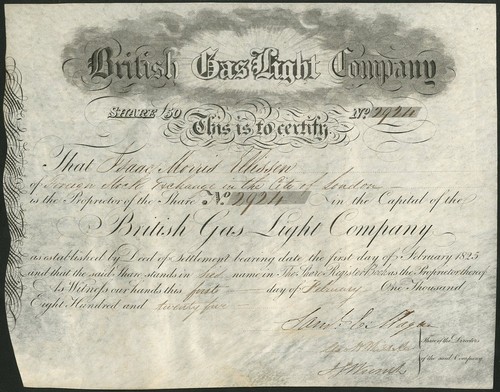 British Gas Light Company
SHARE £50 No 2924
This is to certify,
That Isaac Morris
of Foreign Stock Exchange in the City of London
is the Proprietor of the Share No 2924 in the Capital of the
British Gas Light Company
as established by Deed of Settlement bearing date the first day of February 1825
and that the said Share stands in his name in The Share Register Book as the Proprietor thereof
As Witness our hands this first day of February One Thousand
Eight Hundred and twenty five
Saml
Three of the Directors
of the said Company.